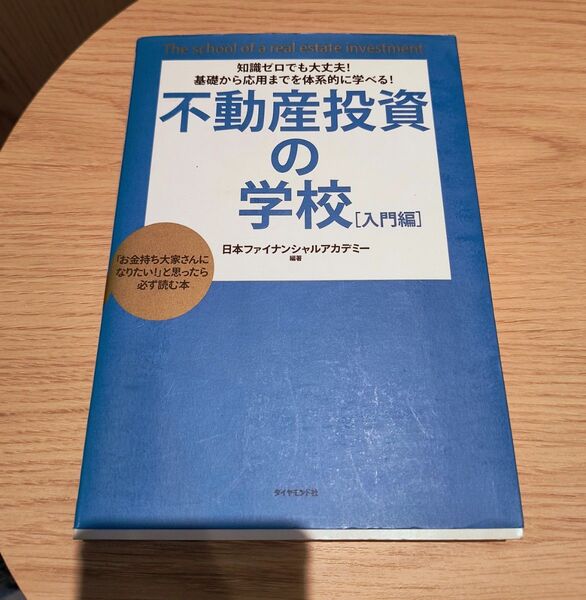 The school of a real estate investment
知識ゼロでも大丈夫!
基礎から応用までを体系的に学べる!
不動産投資
の
学校[入門編]
日本ファイナンシャルアカデミー
編著
「お金持ち大家さんに
なりたい!」と思ったら
必ず読む本
ダイヤモンド社